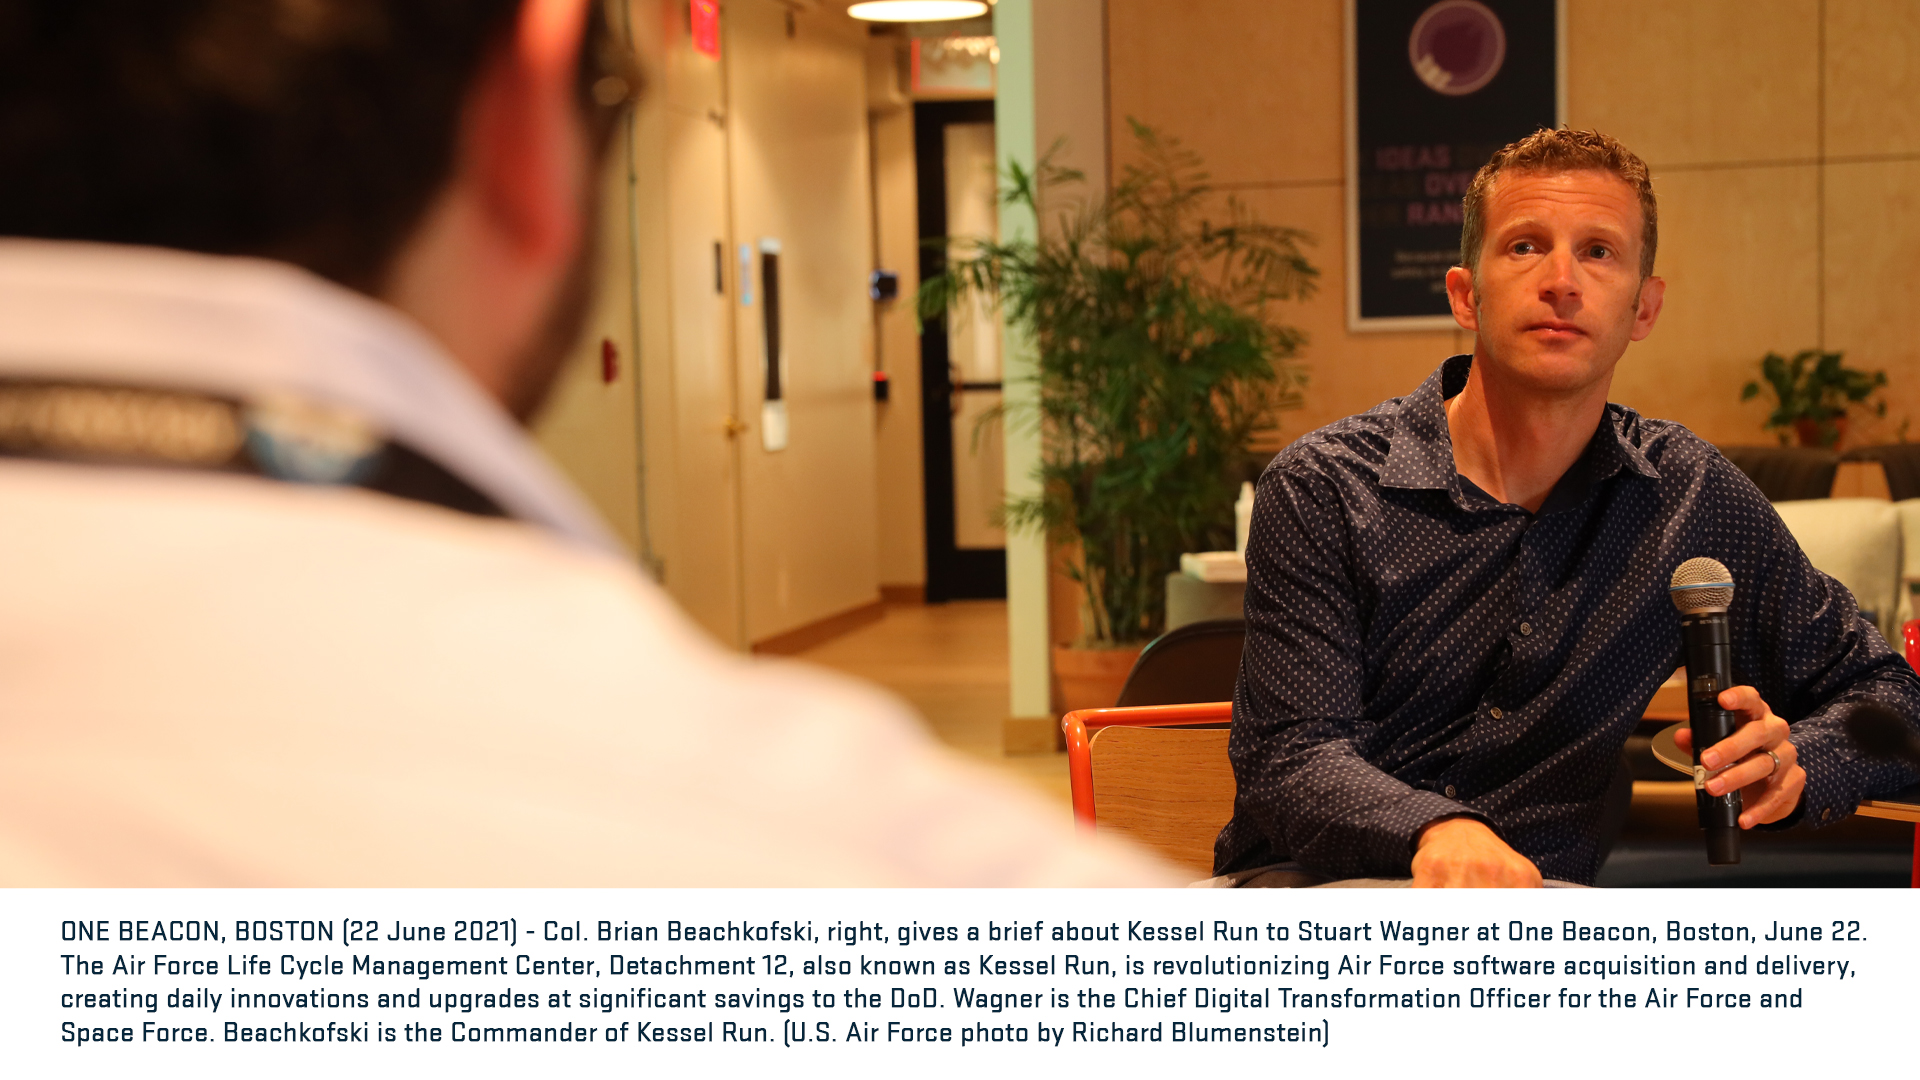 IDEAS
OVE
RAN
ONE BEACON, BOSTON (22 June 2021) - Col. Brian Beachkofski, right, gives a brief about Kessel Run to Stuart Wagner at One Beacon, Boston, June 22.
The Air Force Life Cycle Management Center, Detachment 12, also known as Kessel Run, is revolutionizing Air Force software acquisition and delivery,
creating daily innovations and upgrades at significant savings to the DoD. Wagner is the Chief Digital Transformation Officer for the Air Force and
Space Force. Beachkofski is the Commander of Kessel Run. (U.S. Air Force photo by Richard Blumenstein)